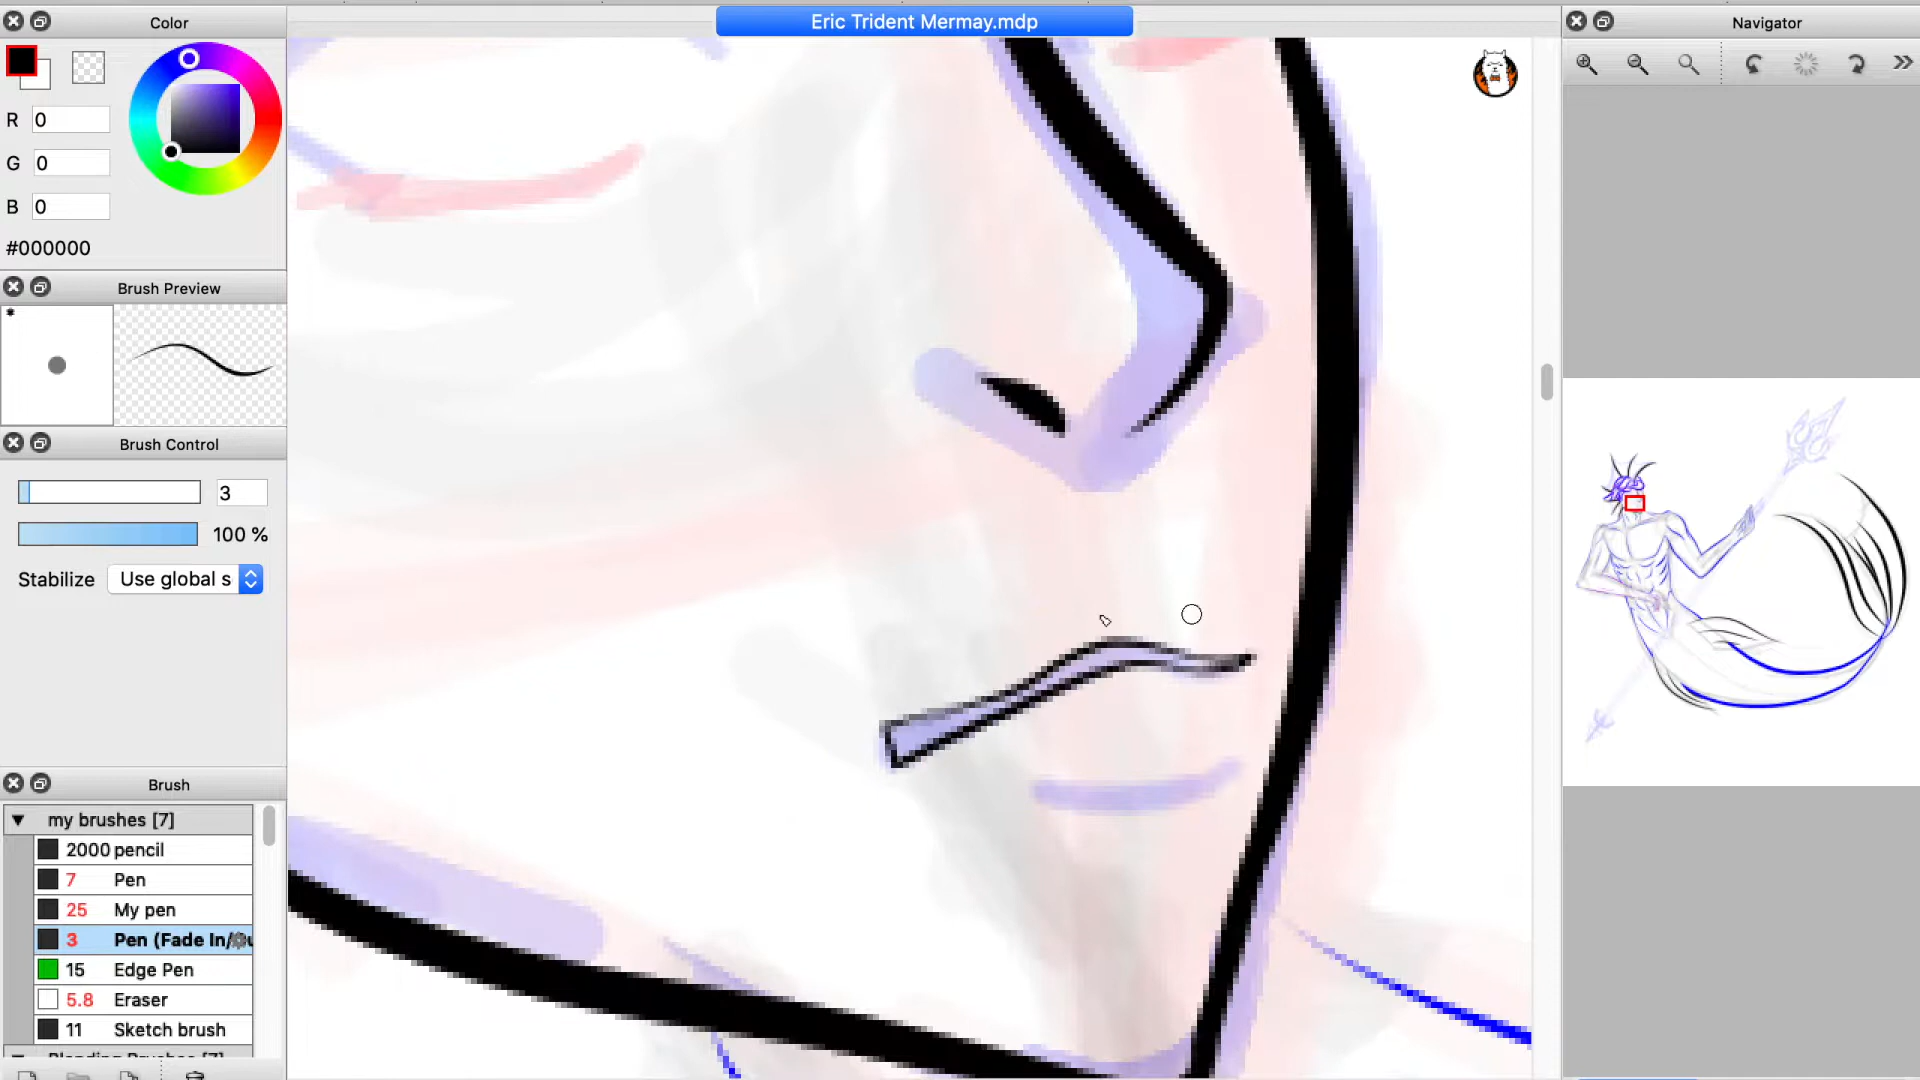 Color
Eric Trident Mermay.mdp
Navigator
R 0
G 0
B 0
#000000
Brush Preview
*
Brush Control
3
100 %
Stabilize Use global s
Brush
my brushes [7]
2000 pencil
7 Pen
25 My pen
3 Pen (Fade In/Ou
15 Edge Pen
5.8 Eraser
11 Sketch brush
Blending Brushes [7]